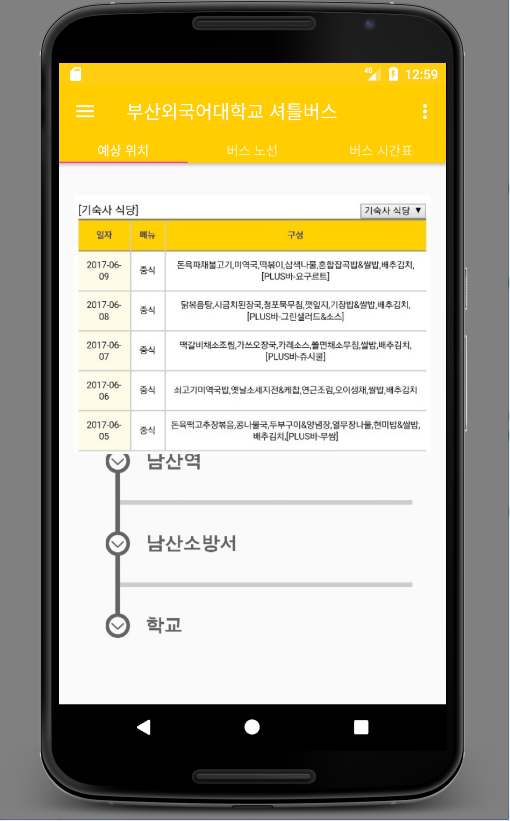 4G 12:59
부산외국어대학교 셔틀버스
예상 위치 버스 노선 버스 시간표
[기숙사 식당] 기숙사 식당 ▼
일자 메뉴 구성
2017-06-09 중식 돈육파채불고기,미역국,떡볶이,삼색나물,혼합잡곡밥&쌀밥,배추김치,
[PLUS바-요구르트]
2017-06-08 중식 닭볶음탕,시금치된장국,청포묵무침,깻잎지,기장밥&쌀밥,배추김치,
[PLUS바-그린샐러드&소스]
2017-06-07 중식 떡갈비채소조림,가쓰오장국,카레소스,쫄면채소무침,쌀밥,배추김치,
[PLUS바-쥬시쿨]
2017-06-06 중식 쇠고기미역국밥,옛날소세지전&케찹,연근조림,오이생채,쌀밥,배추김치
2017-06-05 중식 돈육떡고추장볶음,콩나물국,두부구이&양념장,열무장나물,현미밥&쌀밥,
배추김치,[PLUS바-무쌈]
남산역
남산소방서
학교